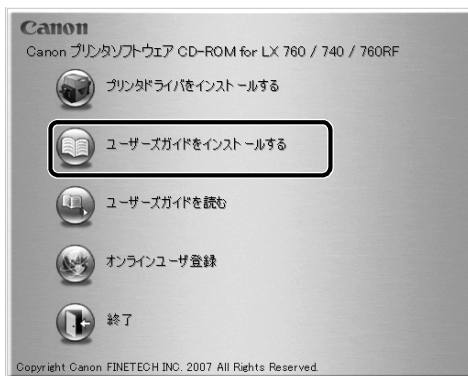 Canon
Canon プリンタソフトウェア CD-ROM for LX 760 / 740 / 760RF
プリンタドライバをインストールする
ユーザーズガイドをインストールする
ユーザーズガイドを読む
オンラインユーザ登録
終了
Copyright Canon FINETECH INC. 2007 All Rights Reserved.